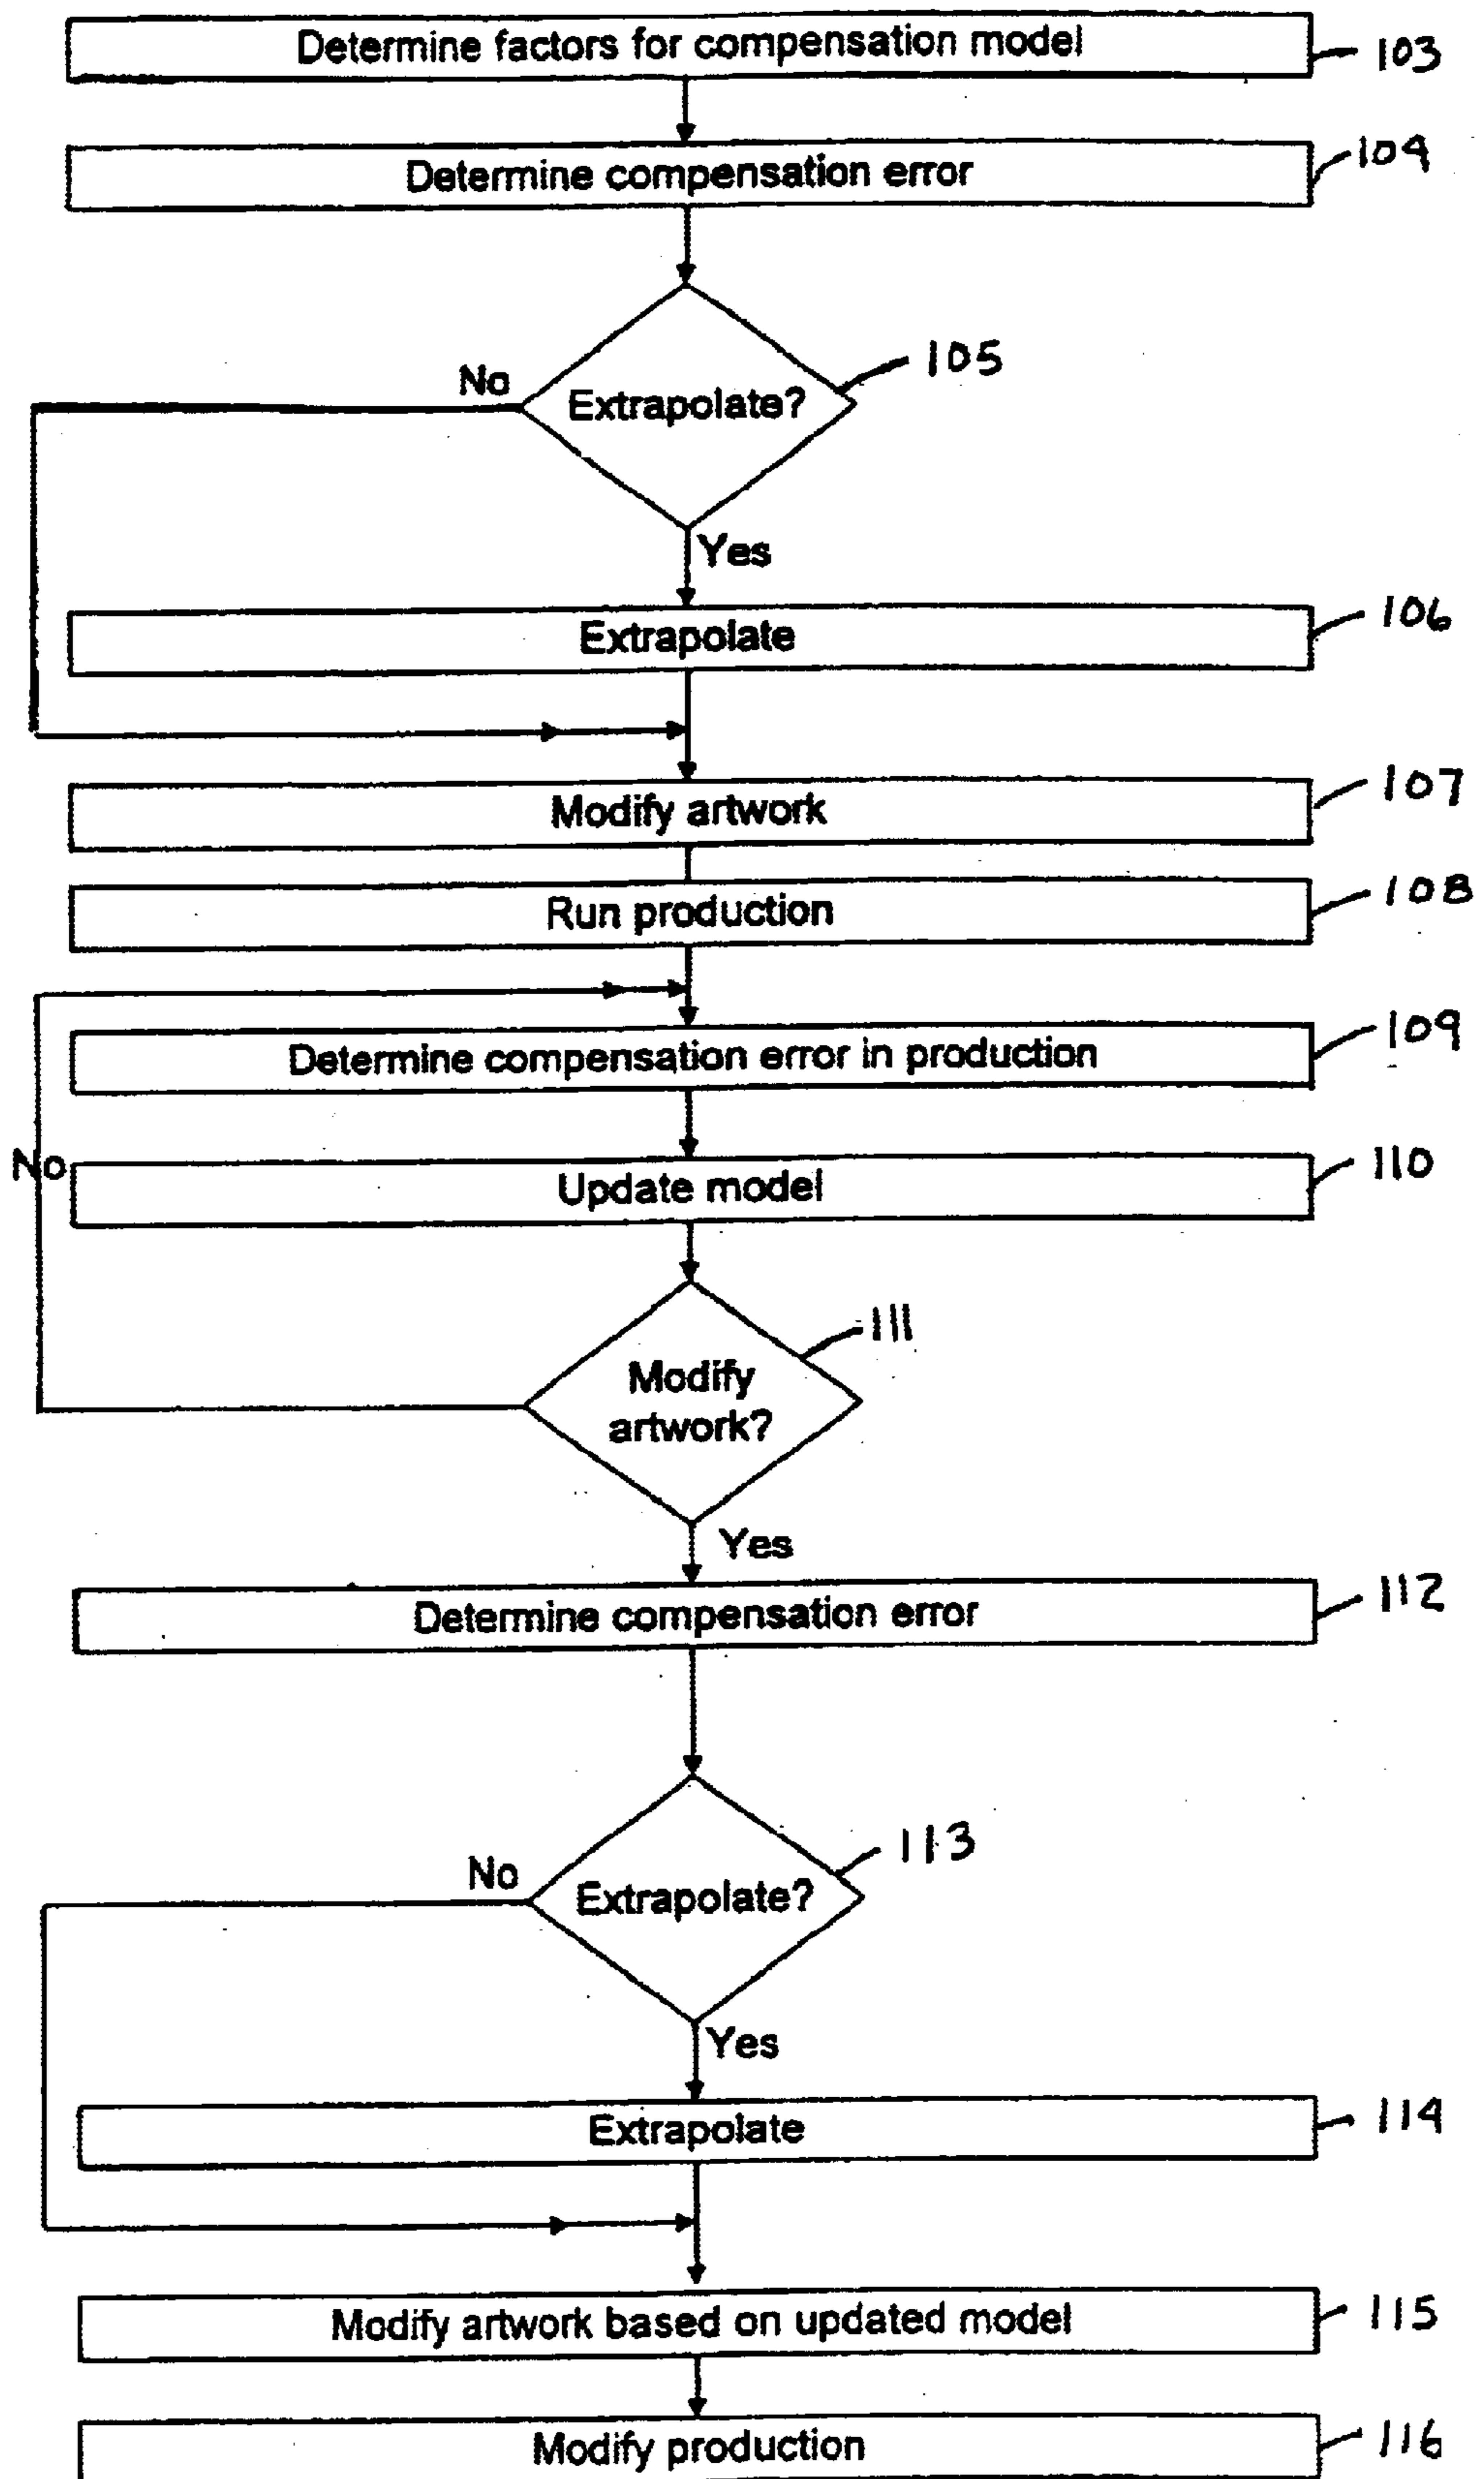 Determine factors for compensation model
103
Determine compensation error
104
105
No
Extrapolate?
Yes
Extrapolate
106
Modify artwork
107
Run production
108
Determine compensation error in production
109
No
Update model
110
111
Modify
artwork?
Yes
Determine compensation error
112
113
No
Extrapolate?
Yes
Extrapolate
114
Modify artwork based on updated model
115
Modify production
116